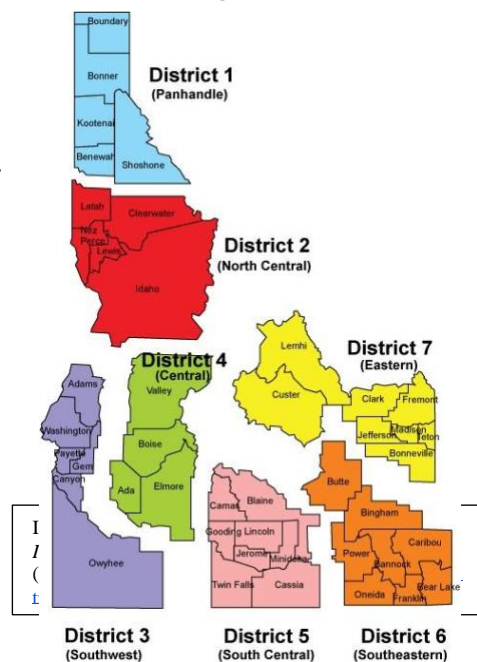 Boundary
Bonner
Kootenai
Benewah
Shoshone
District 1
(Panhandle)
Latah
Clearwater
Nez
Perce
Lewis
Idaho
District 2
(North Central)
District 4
(Central)
Adams
Washington
Payette
Gem
Canyon
Owyhee
Valley
Boise
Ada
Elmore
District 7
(Eastern)
Lemhi
Custer
Clark
Fremont
Jefferson
Madison
Teton
Bonneville
Camas
Blaine
Gooding
Lincoln
Jerome
Minidoka
Twin Falls
Cassia
Butte
Bingham
Power
Bannock
Caribou
Oneida
Franklin
Bear Lake
District 3
(Southwest)
District 5
(South Central)
District 6
(Southeastern)